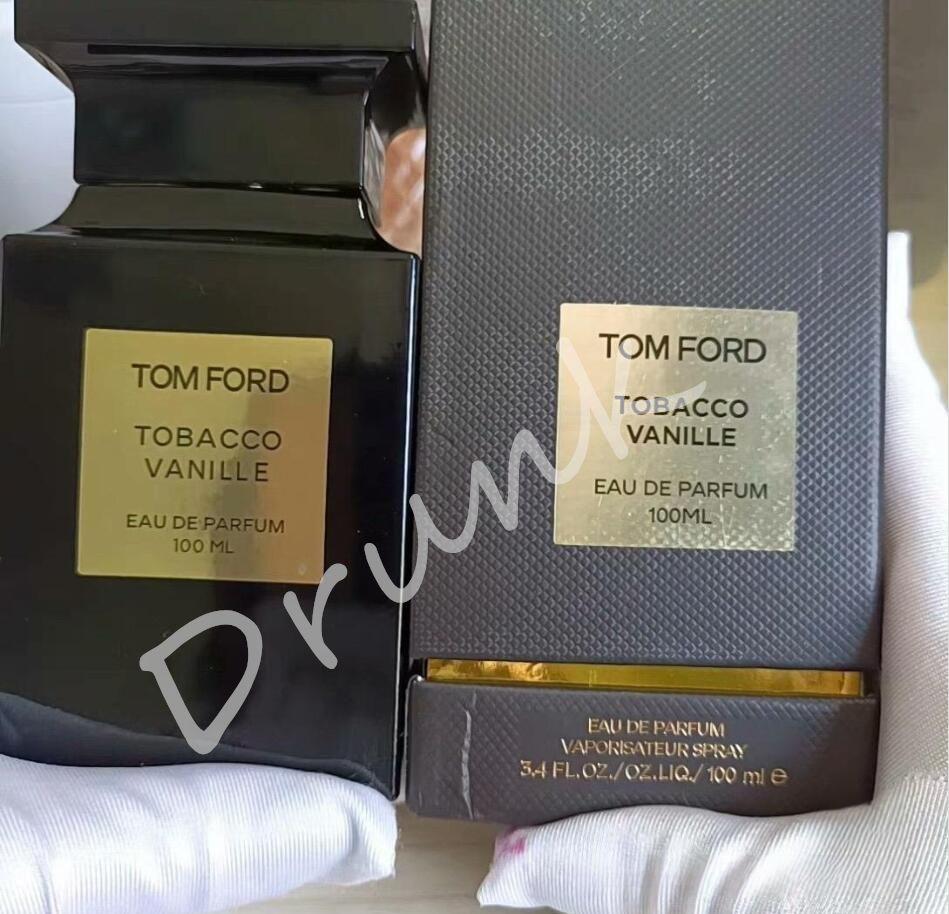 TOM FORD
TOBACCO
VANILLE
EAU DE PARFUM
100 ML
TOM FORD
TOBACCO
VANILLE
EAU DE PARFUM
100ML
EAU DE PARFUM
VAPORISATEUR SPRAY
3,4 FL.OZ./OZ.LIQ./100 ml e
Drunk